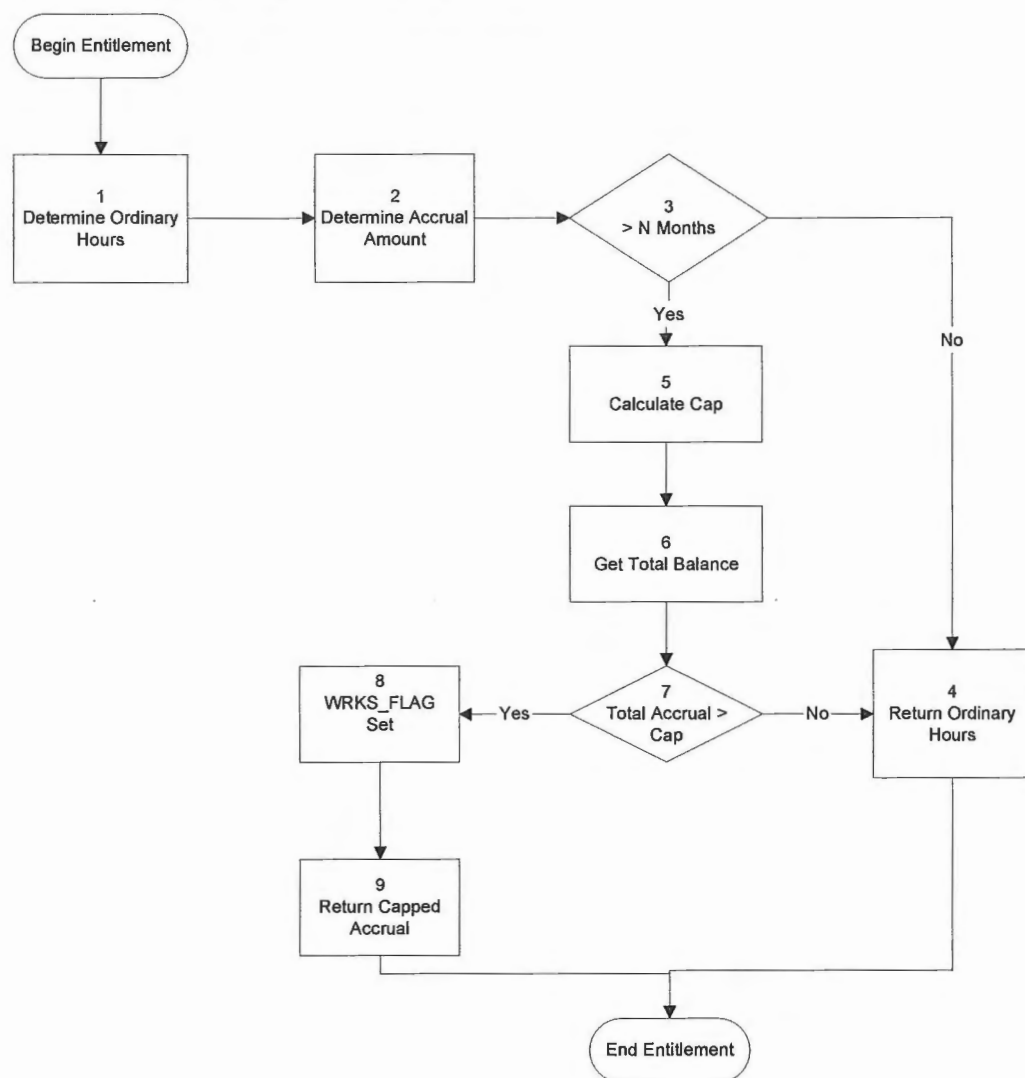 Begin Entitlement
1
Determine Ordinary
Hours
2
Determine Accrual
Amount
3
> N Months
Yes
No
5
Calculate Cap
6
Get Total Balance
7
Total Accrual >
Cap
Yes
No
8
WRKS_FLAG
Set
4
Return Ordinary
Hours
9
Return Capped
Accrual
End Entitlement